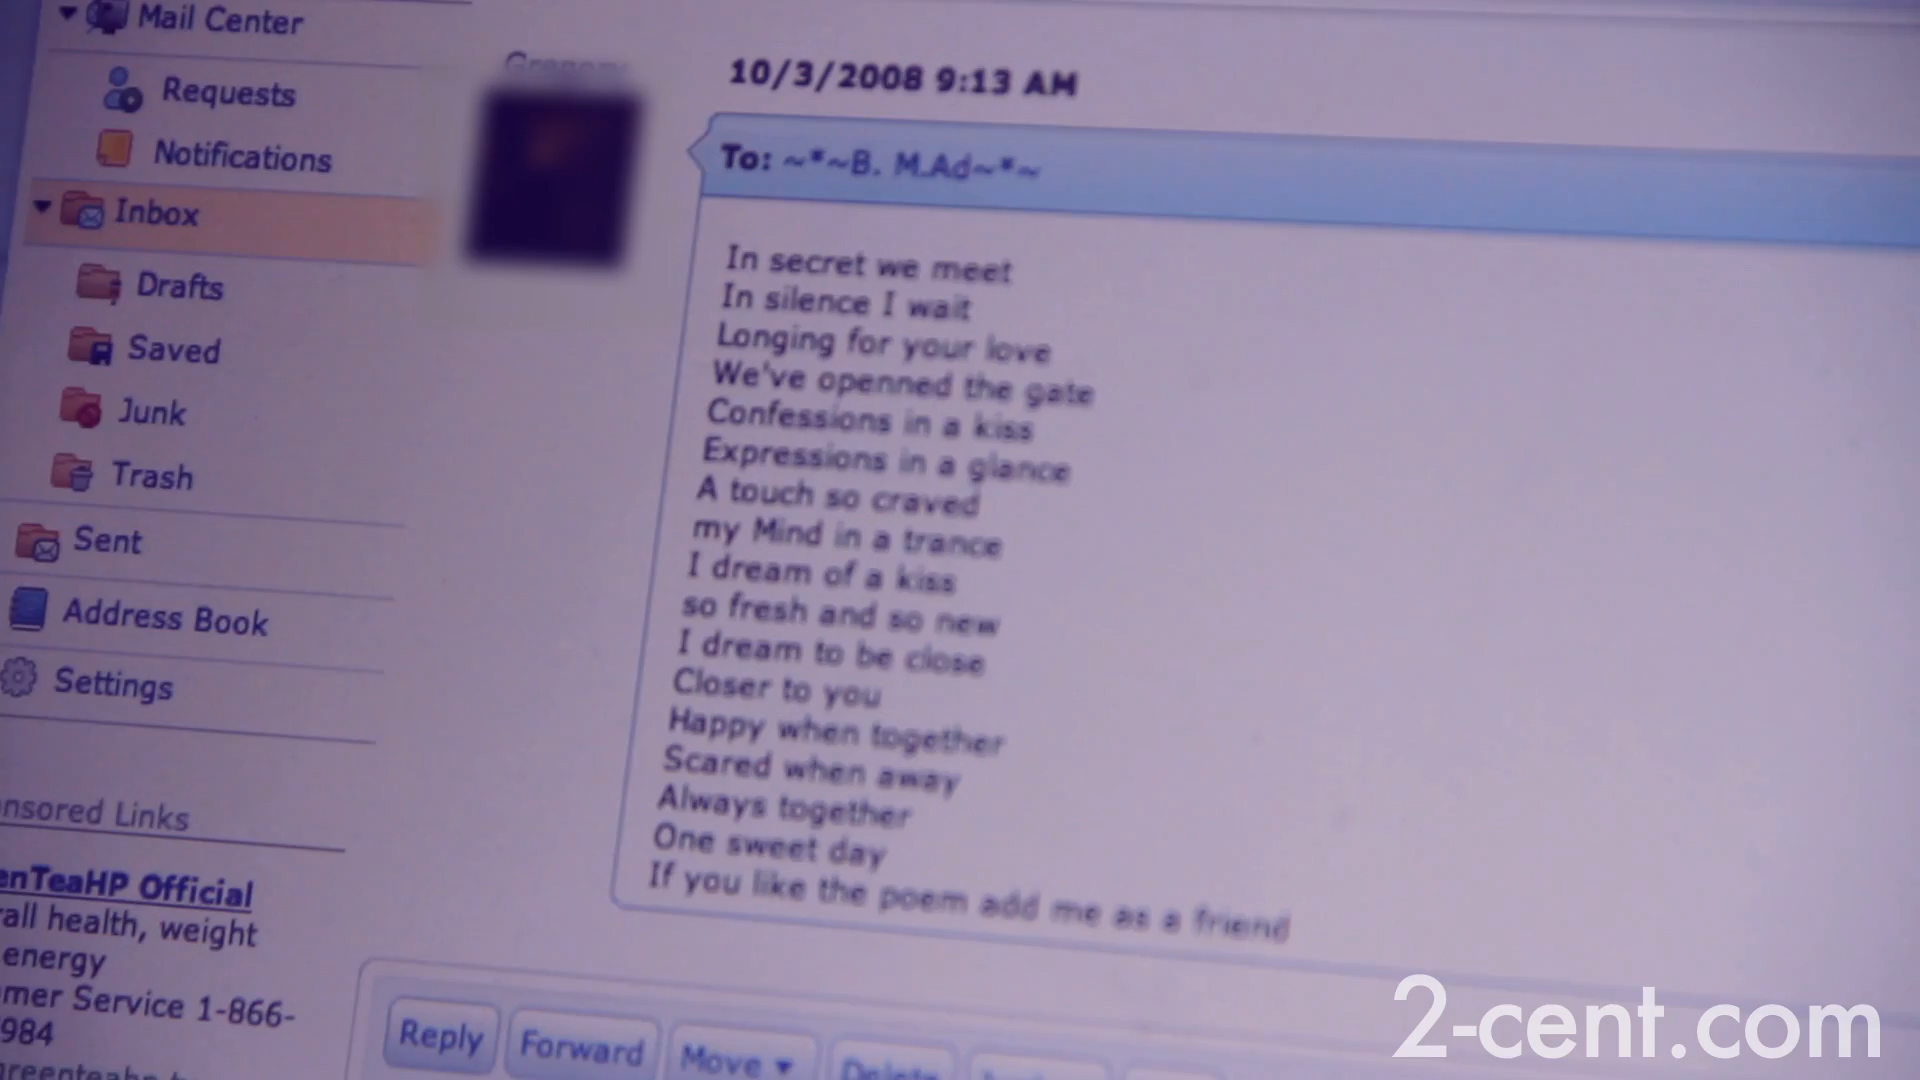 Mail Center
Requests
Notifications
Inbox
Drafts
Saved
Junk
Trash
Sent
Address Book
Settings
nsored Links
enTeaHP Official
all health, weight
energy
mer Service 1-866-
984
10/3/2008 9:13 AM
To: ~*~B. M.Ad~*~
In secret we meet
In silence I wait
Longing for your love
We've openned the gate
Confessions in a kiss
Expressions in a glance
A touch so craved
my Mind in a trance
I dream of a kiss
so fresh and so new
I dream to be close
Closer to you
Happy when together
Scared when away
Always together
One sweet day
If you like the poem add me as a friend
Reply Forward Move Delete
2-cent.com